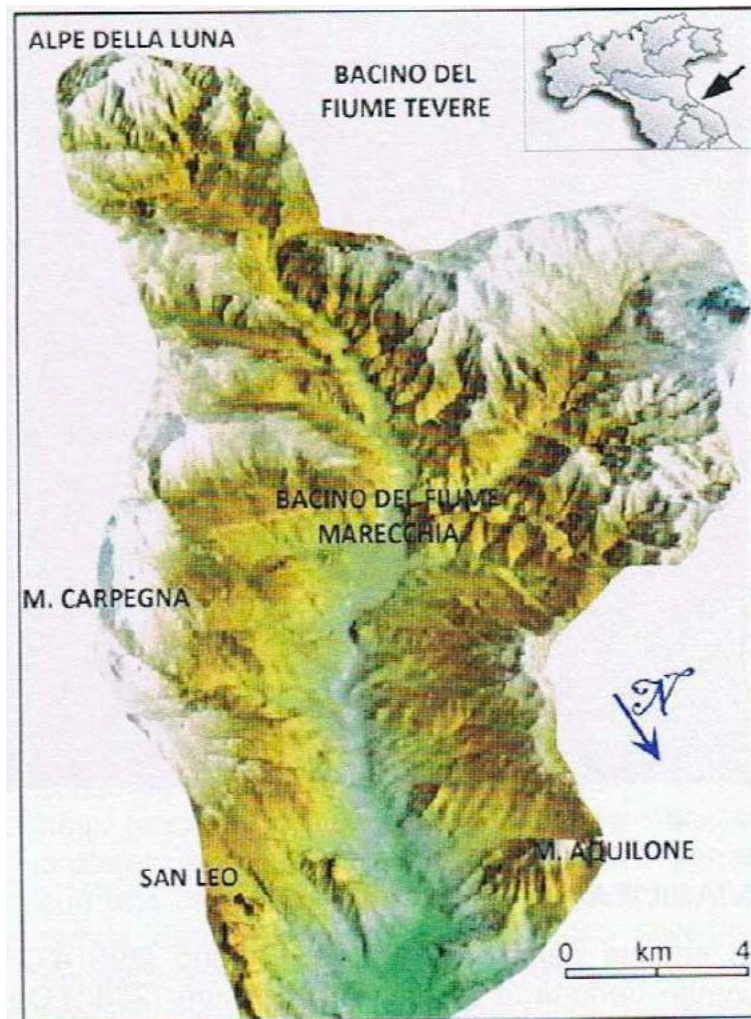 ALPE DELLA LUNA
BACINO DEL
FIUME TEVERE
BACINO DEL FIUME
MARECCHIA
M. CARPEGNA
N
M. AQUILONE
SAN LEO
0 km 4